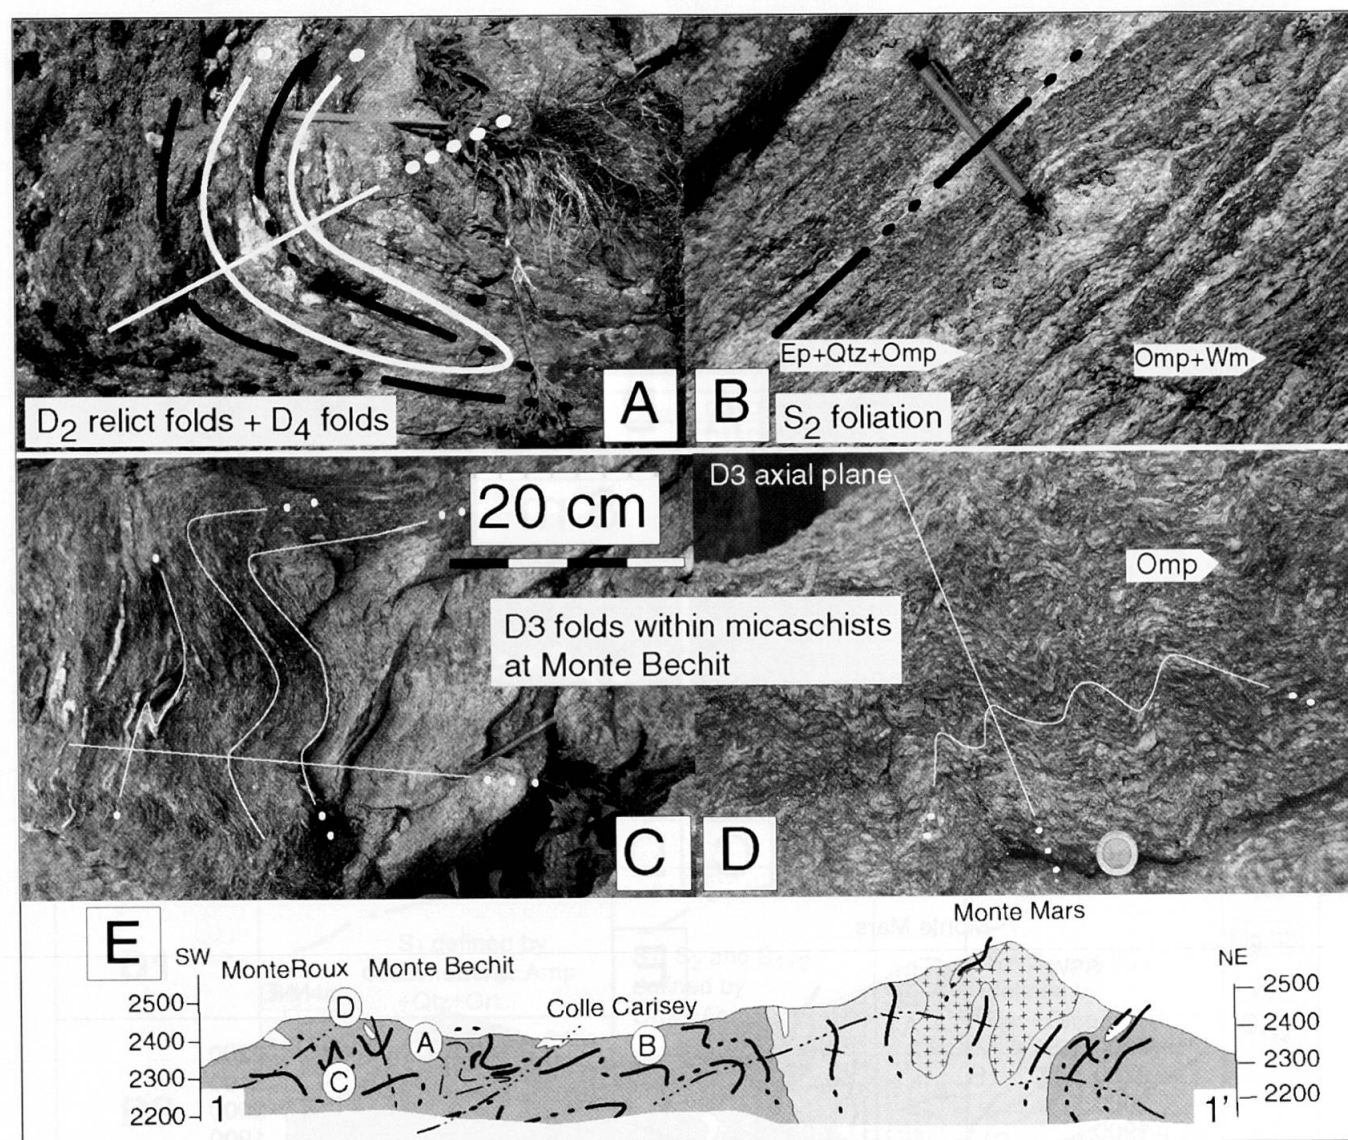 D2 relict folds + D4 folds
A
B
Ep+Qtz+Omp
Omp+Wm
S2 foliation
20 cm
D3 axial plane
Omp
D3 folds within micaschists
at Monte Bechit
C
D
E
SW
MonteRoux
Monte Bechit
Colle Carisey
Monte Mars
NE
2500
2400
2300
2200
D
A
C
B
1
1'
2500
2400
2300
2200